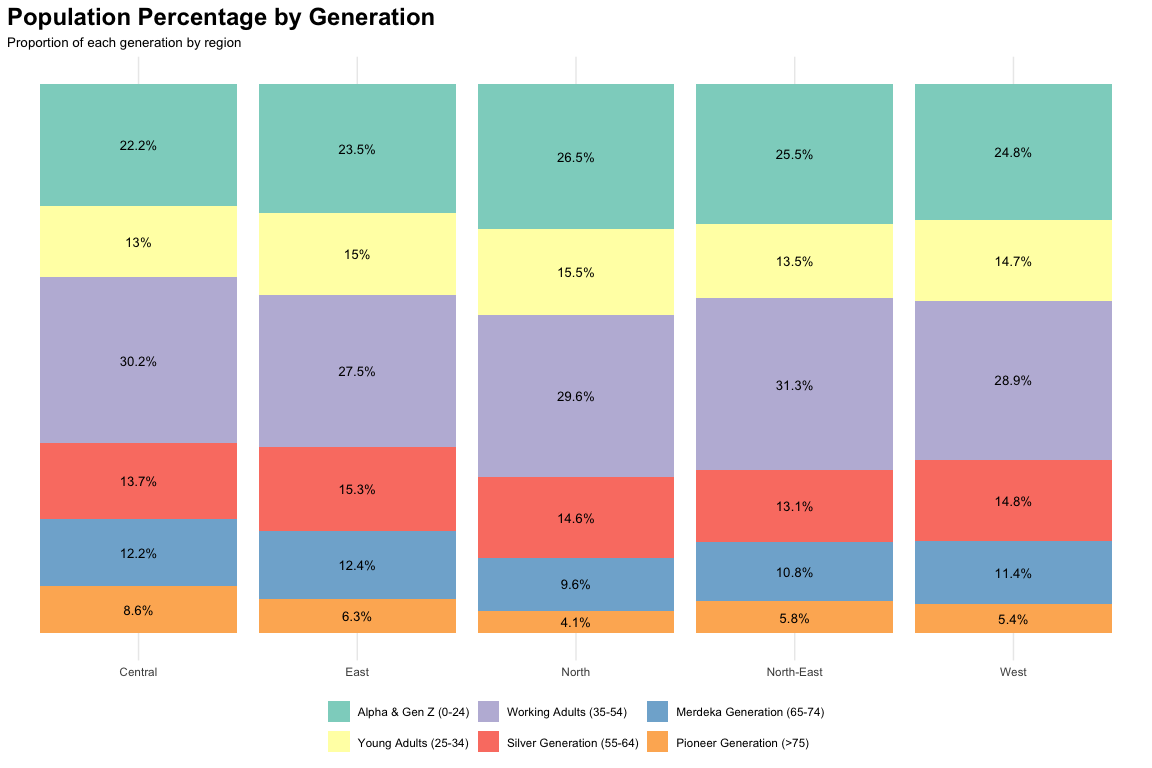 Population Percentage by Generation
Proportion of each generation by region
22.2%
23.5%
26.5%
25.5%
24.8%
13%
15%
15.5%
13.5%
14.7%
30.2%
27.5%
29.6%
31.3%
28.9%
13.7%
15.3%
14.6%
13.1%
14.8%
12.2%
12.4%
9.6%
10.8%
11.4%
8.6%
6.3%
4.1%
5.8%
5.4%
Central
East
North
North-East
West
Alpha & Gen Z (0-24)
Working Adults (35-54)
Merdeka Generation (65-74)
Young Adults (25-34)
Silver Generation (55-64)
Pioneer Generation (>75)